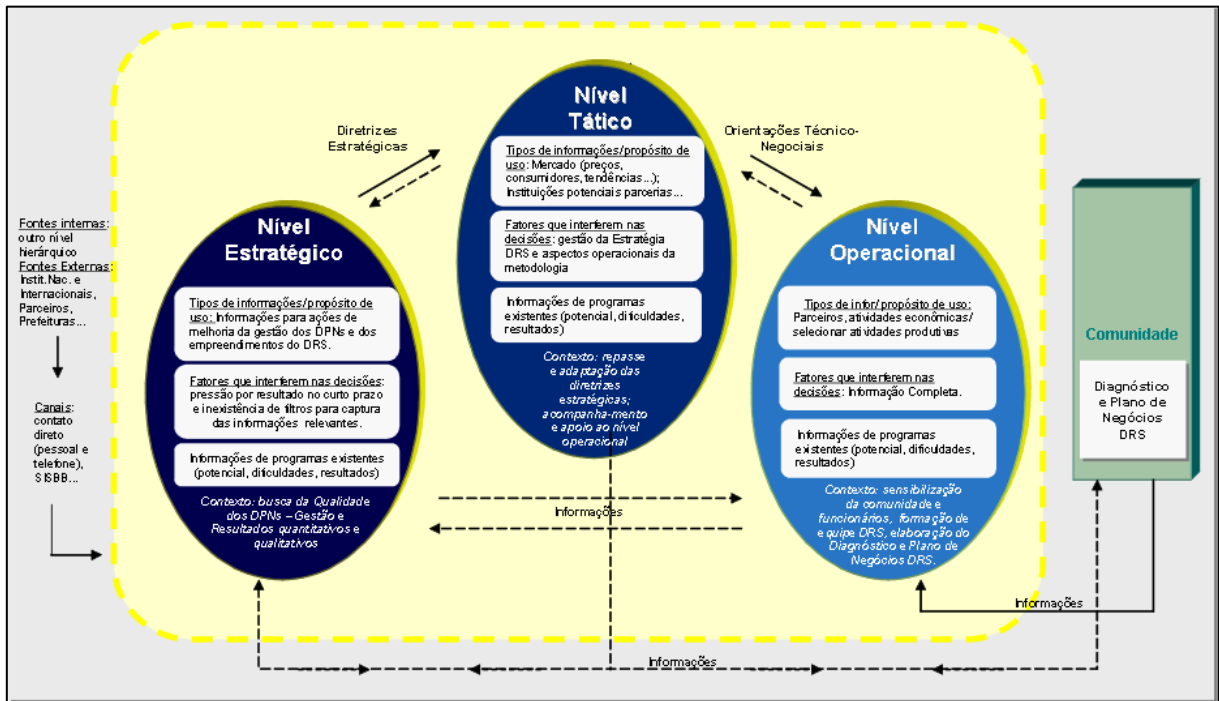 Fontes internas:
outro nível
hierárquico
Fontes Externas:
Instit.Nac. e
Internacionais,
Parceiros,
Prefeituras...
Canais:
contato
direto
(pessoal e
telefone),
SISBB...
Diretrizes
Estratégicas
Nível
Estratégico
Tipos de informações/propósito de
uso: Informações para ações de
melhoria da gestão dos DPNs e dos
empreendimentos do DRS.
Fatores que interferem nas decisões:
pressão por resultado no curto prazo
e inexistência de filtros para captura
das informações relevantes.
Informações de programas existentes
(potencial, dificuldades, resultados)
Contexto: busca da Qualidade
dos DPNs – Gestão e
Resultados quantitativos e
qualitativos
Nível
Tático
Tipos de informações/propósito de
uso: Mercado (preços,
consumidores, tendências...);
Instituições potenciais parcerias...
Fatores que interferem nas
decisões: gestão da Estratégia
DRS e aspectos operacionais da
metodologia
Informações de programas
existentes (potencial, dificuldades,
resultados)
Contexto: repasse
e adaptação das
diretrizes
estratégicas;
acompanha-mento
e apoio ao nível
operacional
Orientações Técnico-
Negociais
Nível
Operacional
Tipos de infor/propósito de uso:
Parceiros, atividades econômicas/
selecionar atividades produtivas
Fatores que interferem nas
decisões: Informação Completa.
Informações de programas
existentes (potencial, dificuldades,
resultados)
Contexto: sensibilização
da comunidade e
funcionários, formação de
equipe DRS, elaboração do
Diagnóstico e Plano de
Negócios DRS.
Informações
Comunidade
Diagnóstico
e Plano de
Negócios
DRS
Informações
Informações